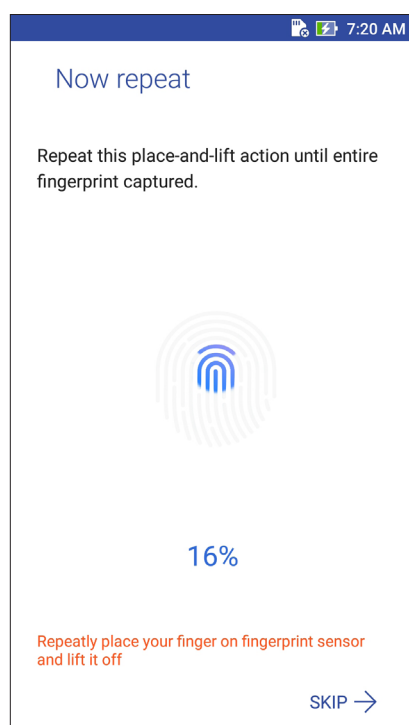 7:20 AM
Now repeat
Repeat this place-and-lift action until entire
fingerprint captured.
16%
Repeatly place your finger on fingerprint sensor
and lift it off
SKIP